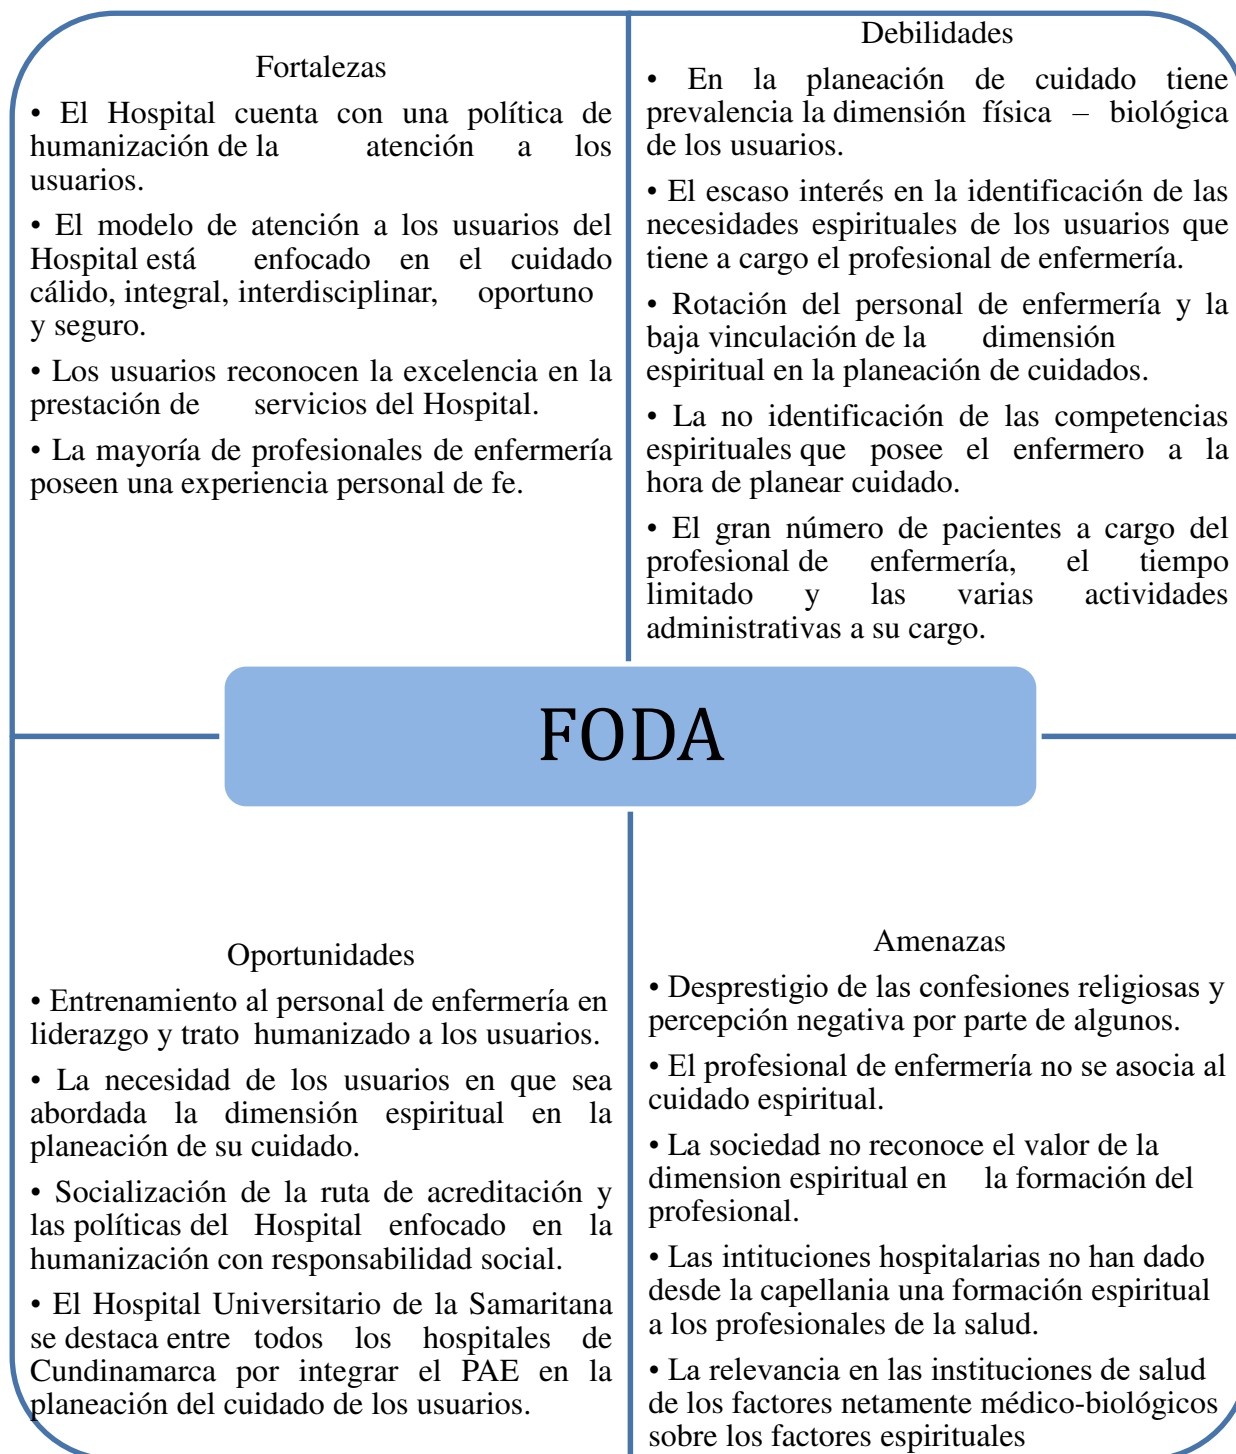 Fortalezas
• El Hospital cuenta con una política de
humanización de la atención a los
usuarios.
• El modelo de atención a los usuarios del
Hospital está enfocado en el cuidado
cálido, integral, interdisciplinar, oportuno
y seguro.
• Los usuarios reconocen la excelencia en la
prestación de servicios del Hospital.
• La mayoría de profesionales de enfermería
poseen una experiencia personal de fe.
Debilidades
• En la planeación de cuidado tiene
prevalencia la dimensión física – biológica
de los usuarios.
• El escaso interés en la identificación de las
necesidades espirituales de los usuarios que
tiene a cargo el profesional de enfermería.
• Rotación del personal de enfermería y la
baja vinculación de la dimensión
espiritual en la planeación de cuidados.
• La no identificación de las competencias
espirituales que posee el enfermero a la
hora de planear cuidado.
• El gran número de pacientes a cargo del
profesional de enfermería, el tiempo
limitado y las varias actividades
administrativas a su cargo.
FODA
Oportunidades
• Entrenamiento al personal de enfermería en
liderazgo y trato humanizado a los usuarios.
• La necesidad de los usuarios en que sea
abordada la dimensión espiritual en la
planeación de su cuidado.
• Socialización de la ruta de acreditación y
las políticas del Hospital enfocado en la
humanización con responsabilidad social.
• El Hospital Universitario de la Samaritana
se destaca entre todos los hospitales de
Cundinamarca por integrar el PAE en la
planeación del cuidado de los usuarios.
Amenazas
• Desprestigio de las confesiones religiosas y
percepción negativa por parte de algunos.
• El profesional de enfermería no se asocia al
cuidado espiritual.
• La sociedad no reconoce el valor de la
dimension espiritual en la formación del
profesional.
• Las intituciones hospitalarias no han dado
desde la capellania una formación espiritual
a los profesionales de la salud.
• La relevancia en las instituciones de salud
de los factores netamente médico-biológicos
sobre los factores espirituales